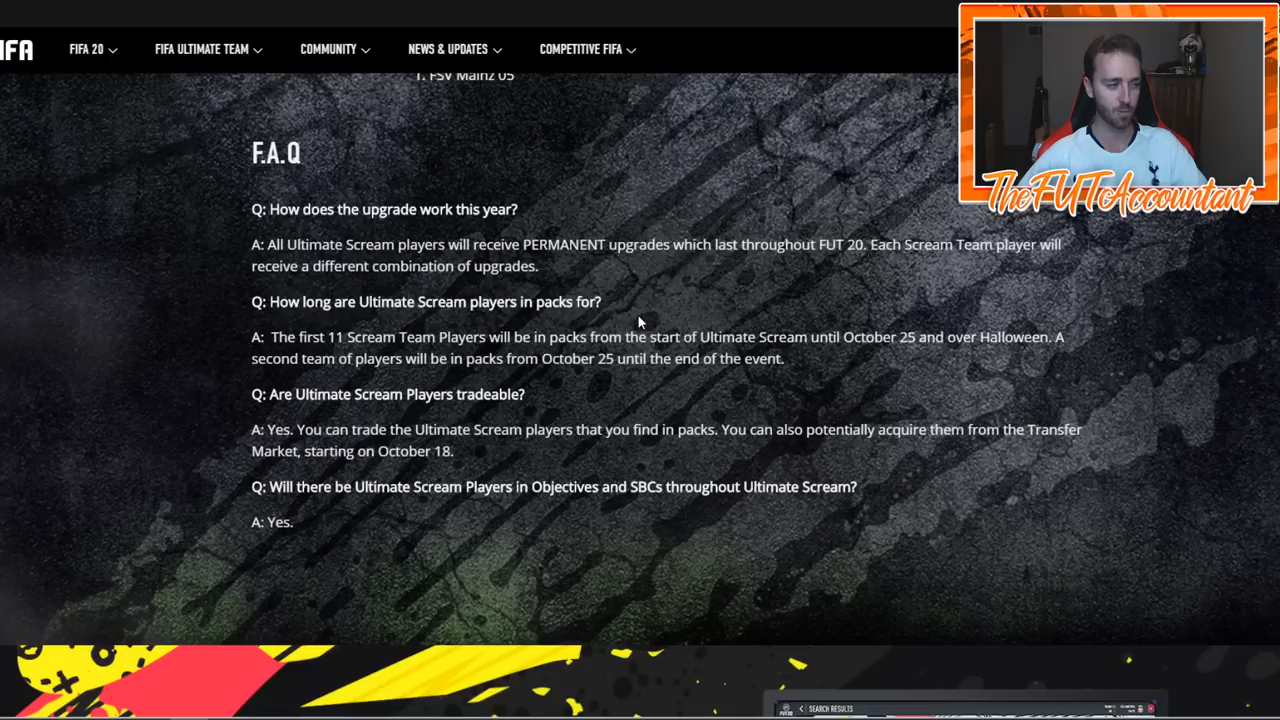 IFA FIFA 20 FIFA ULTIMATE TEAM COMMUNITY NEWS & UPDATES COMPETITIVE FIFA
1. FSV Mainz 05
F.A.Q
TheFUTAccountant
Q: How does the upgrade work this year?
A: All Ultimate Scream players will receive PERMANENT upgrades which last throughout FUT 20. Each Scream Team player will
receive a different combination of upgrades.
Q: How long are Ultimate Scream players in packs for?
A: The first 11 Scream Team Players will be in packs from the start of Ultimate Scream until October 25 and over Halloween. A
second team of players will be in packs from October 25 until the end of the event.
Q: Are Ultimate Scream Players tradeable?
A: Yes. You can trade the Ultimate Scream players that you find in packs. You can also potentially acquire them from the Transfer
Market, starting on October 18.
Q: Will there be Ultimate Scream Players in Objectives and SBCs throughout Ultimate Scream?
A: Yes.
SEARCH RESULTS